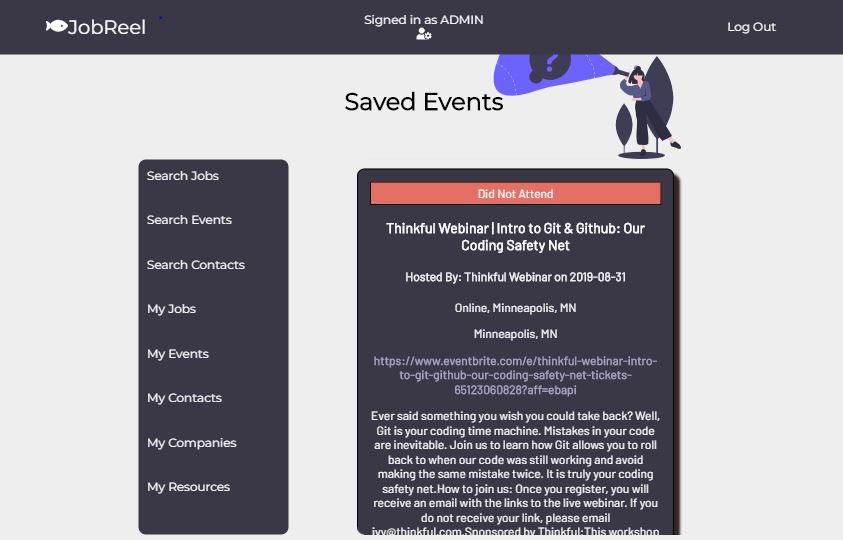 JobReel
Signed in as ADMIN
Log Out
Saved Events
Search Jobs
Search Events
Search Contacts
My Jobs
My Events
My Contacts
My Companies
My Resources
Did Not Attend
Thinkful Webinar | Intro to Git & Github: Our
Coding Safety Net
Hosted By: Thinkful Webinar on 2019-08-31
Online, Minneapolis, MN
Minneapolis, MN
https://www.eventbrite.com/e/thinkful-webinar-intro-
to-git-github-our-coding-safety-net-tickets-
65123060828?aff=ebapi
Ever said something you wish you could take back? Well,
Git is your coding time machine. Mistakes in your code
are inevitable. Join us to learn how Git allows you to roll
back to when our code was still working and avoid
making the same mistake twice. It is truly your coding
safety net.How to join us: Once you register, you will
receive an email with the links to the live webinar. If you
do not receive your link, please email
ivy@thinkful.com.Sponsored by Thinkful:This workshop